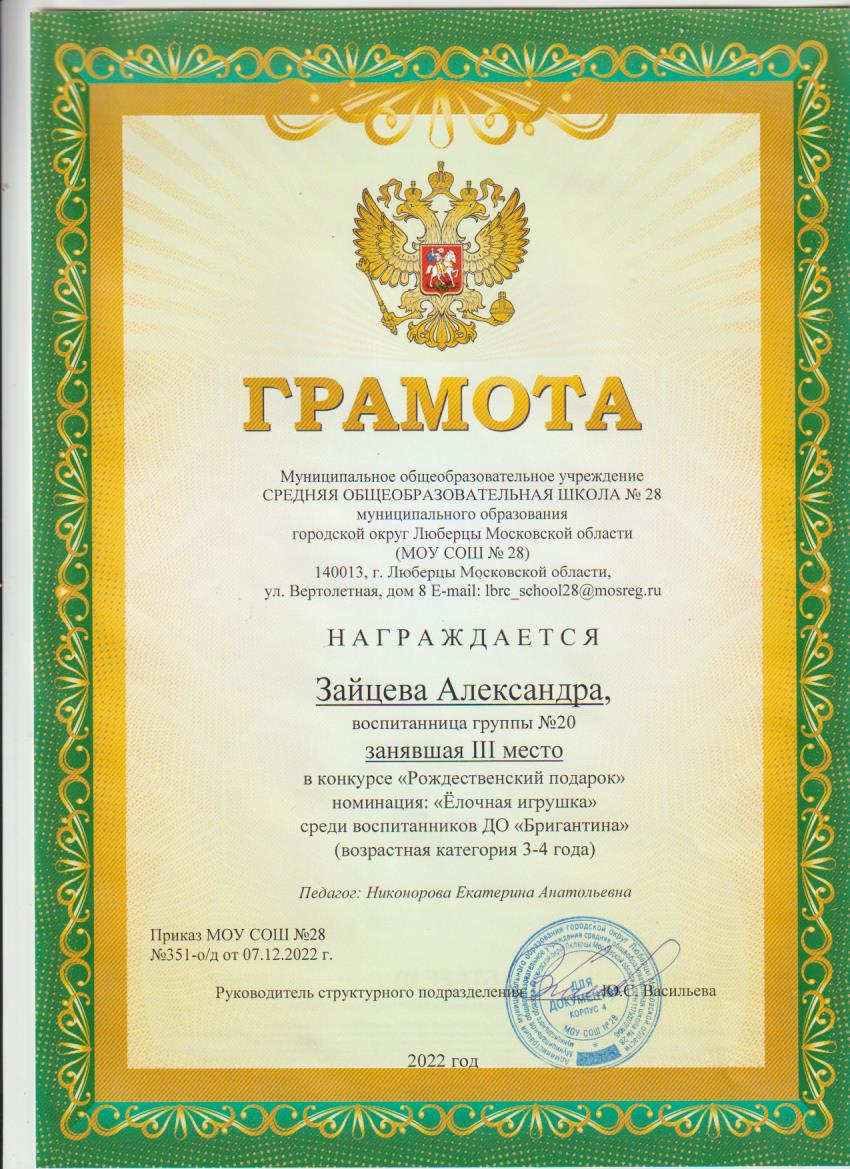 ГРАМОТА
Муниципальное общеобразовательное учреждение
СРЕДНЯЯ ОБЩЕОБРАЗОВАТЕЛЬНАЯ ШКОЛА № 28
муниципального образования
городской округ Люберцы Московской области
(МОУ СОШ № 28)
140013, г. Люберцы Московской области,
ул. Вертолетная, дом 8 E-mail: lbrc_school28@mosreg.ru
НАГРАЖДАЕТСЯ
Зайцева Александра,
воспитанница группы №20
занявшая III место
в конкурсе «Рождественский подарок»
номинация: «Ёлочная игрушка»
среди воспитанников ДО «Бригантина»
(возрастная категория 3-4 года)
Педагог: Никонорова Екатерина Анатольевна
Приказ МОУ СОШ №28
№351-о/д от 07.12.2022 г.
Руководитель структурного подразделения Ю.С. Васильева
ДЛЯ
ДОКУМЕНТОВ
КОРПУС 4
МОУ СОШ № 28
2022 год